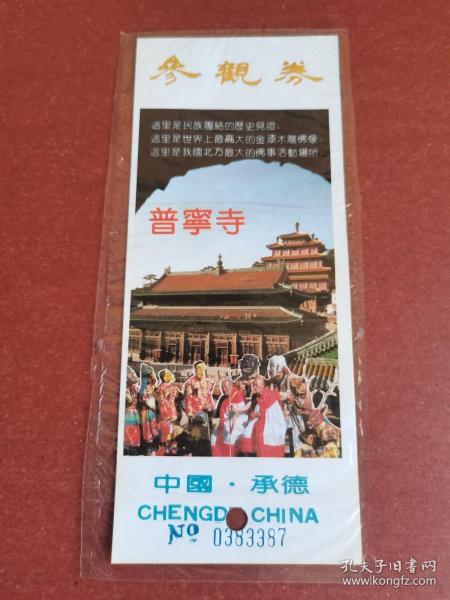 參觀券
這里是民族團結的歷史見證。
這里是世界上最高大的金漆木雕佛像。
這里是我國北方最大的佛事活動場所。
普寧寺
中國·承德
CHENGDE CHINA
No 0383387
孔夫子旧书网
www.kongfz.com